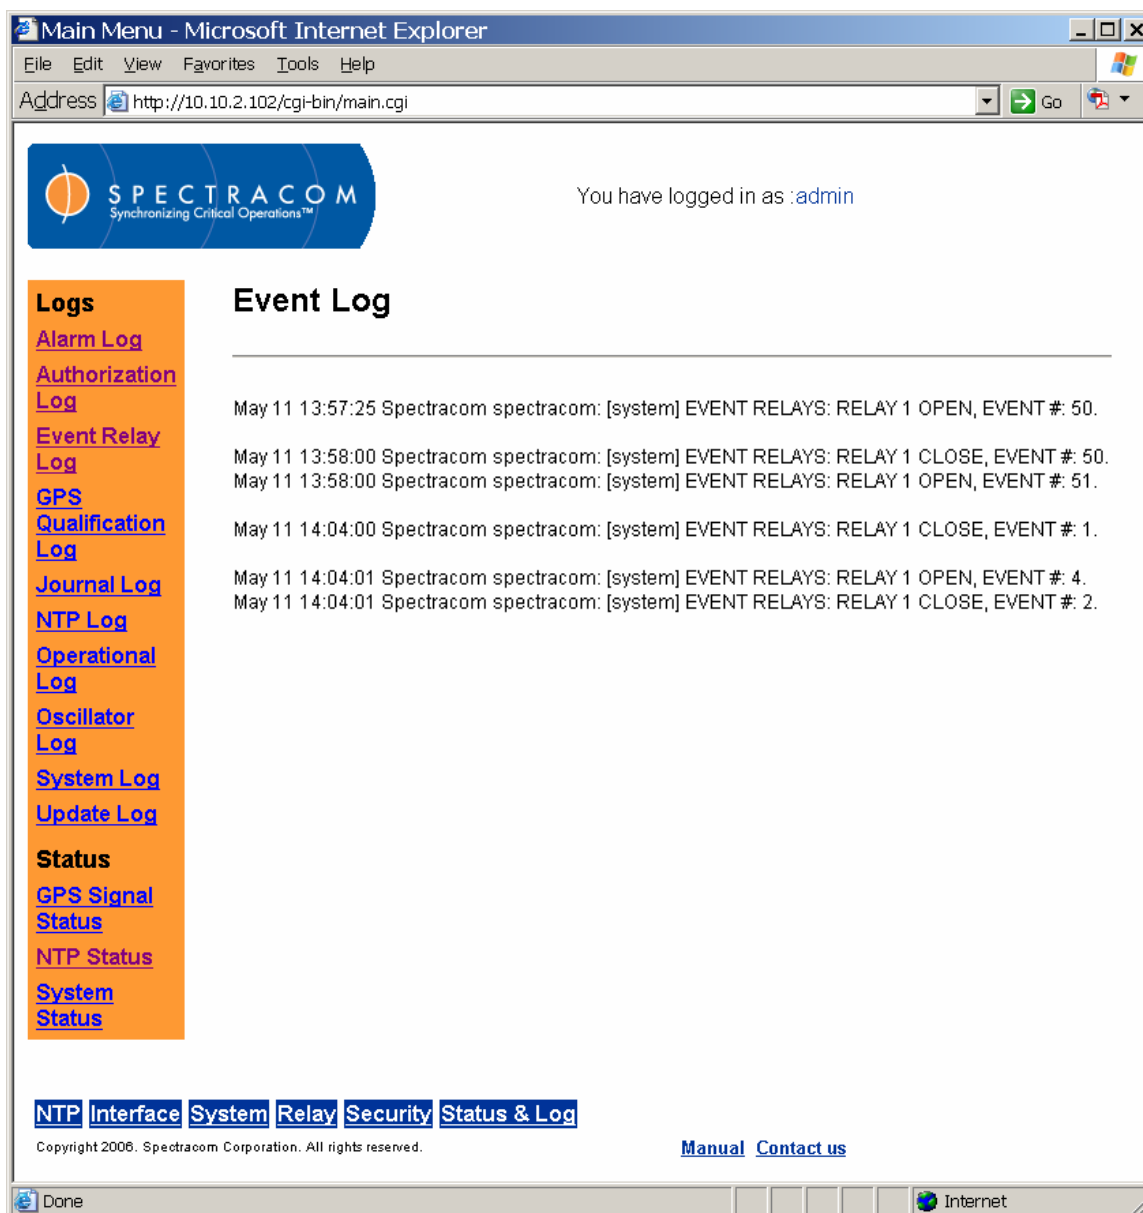 Main Menu - Microsoft Internet Explorer
File Edit View Favorites Tools Help
Address http://10.10.2.102/cgi-bin/main.cgi Go
SPECTRACOM
Synchronizing Critical Operations™
You have logged in as :admin
Logs
Alarm Log
Authorization
Log
Event Relay
Log
GPS
Qualification
Log
Journal Log
NTP Log
Operational
Log
Oscillator
Log
System Log
Update Log
Status
GPS Signal
Status
NTP Status
System
Status
Event Log
May 11 13:57:25 Spectracom spectracom: [system] EVENT RELAYS: RELAY 1 OPEN, EVENT #: 50.
May 11 13:58:00 Spectracom spectracom: [system] EVENT RELAYS: RELAY 1 CLOSE, EVENT #: 50.
May 11 13:58:00 Spectracom spectracom: [system] EVENT RELAYS: RELAY 1 OPEN, EVENT #: 51.
May 11 14:04:00 Spectracom spectracom: [system] EVENT RELAYS: RELAY 1 CLOSE, EVENT #: 1.
May 11 14:04:01 Spectracom spectracom: [system] EVENT RELAYS: RELAY 1 OPEN, EVENT #: 4.
May 11 14:04:01 Spectracom spectracom: [system] EVENT RELAYS: RELAY 1 CLOSE, EVENT #: 2.
NTP Interface System Relay Security Status & Log
Copyright 2006. Spectracom Corporation. All rights reserved.
Manual Contact us
Done Internet